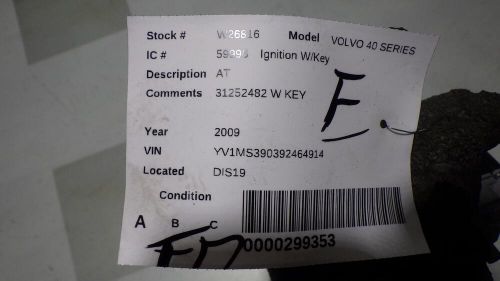 Stock # W26816 Model VOLVO 40 SERIES
IC # Ignition W/Key
Description AT
Comments 31252482 W KEY
F
Year 2009
VIN YV1MS390392464914
Located DIS19
Condition
A B C
0000299353